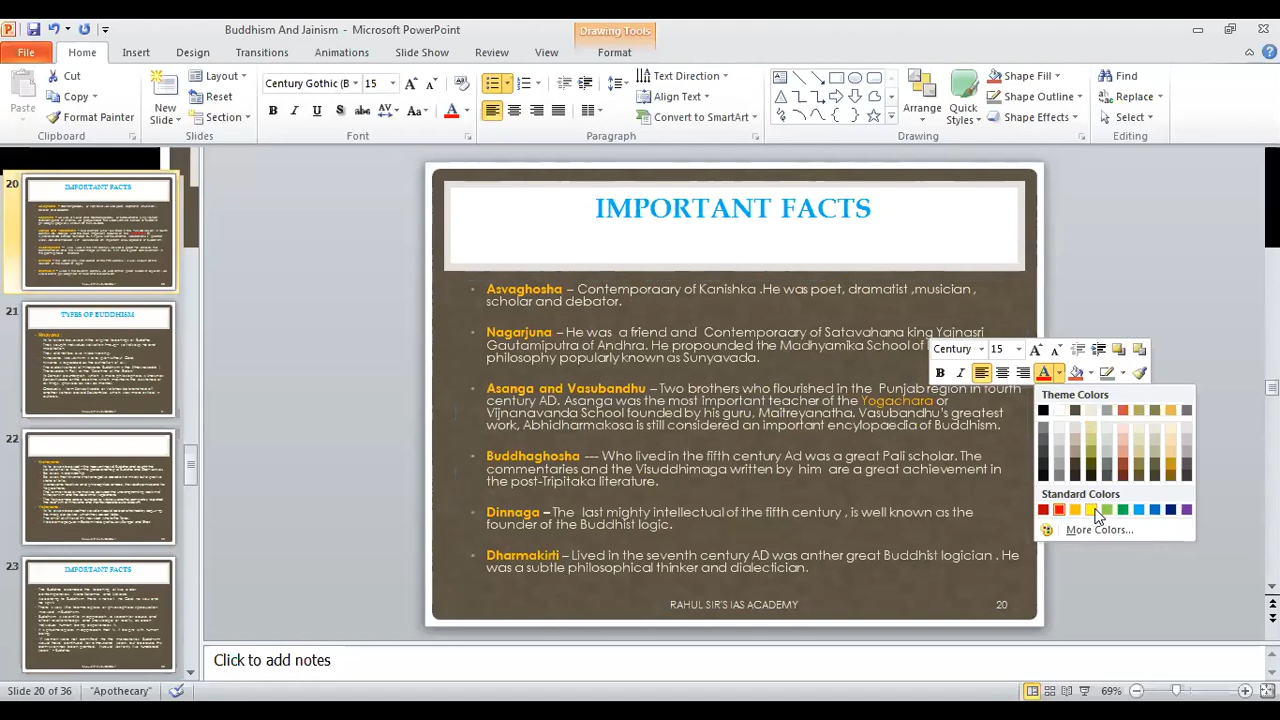 Buddhism And Jainism - Microsoft PowerPoint
Drawing Tools
File Home Insert Design Transitions Animations Slide Show Review View Format
Cut
Copy
Format Painter
Paste
Clipboard
New
Slide
Layout
Reset
Section
Slides
Century Gothic (B 15
Font
Paragraph
Text Direction
Align Text
Convert to SmartArt
Arrange
Quick
Styles
Shape Fill
Shape Outline
Shape Effects
Drawing
Find
Replace
Select
Editing
20
IMPORTANT FACTS
21
TYPES OF BUDDHISM
22
23
IMPORTANT FACTS
IMPORTANT FACTS
Asvaghosha – Contemporaary of Kanishka .He was poet, dramatist ,musician ,
scholar and debator.
Nagarjuna – He was a friend and Contemporaary of Satavahana king Yajnasri
Gautamiputra of Andhra. He propounded the Madhyamika School of
philosophy popularly known as Sunyavada.
Asanga and Vasubandhu – Two brothers who flourished in the Punjab region in fourth
century AD. Asanga was the most important teacher of the Yogachara or
Vijnanavanda School founded by his guru, Maitreyanatha. Vasubandhu's greatest
work, Abhidharmakosa is still considered an important encylopaedia of Buddhism.
Buddhaghosha --- Who lived in the fifth century Ad was a great Pali scholar. The
commentaries and the Visuddhimaga written by him are a great achievement in
the post-Tripitaka literature.
Dinnaga – The last mighty intellectual of the fifth century , is well known as the
founder of the Buddhist logic.
Dharmakirti – Lived in the seventh century AD was anther great Buddhist logician . He
was a subtle philosophical thinker and dialectician.
RAHUL SIR'S IAS ACADEMY 20
Century 15
Theme Colors
Standard Colors
More Colors...
Click to add notes
Slide 20 of 36 "Apothecary" 69%